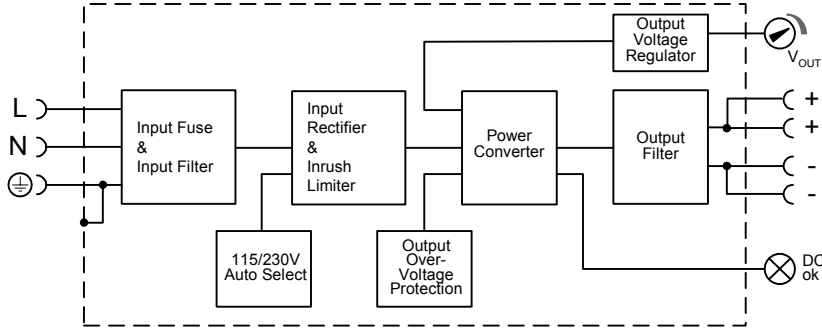 Output
Voltage
Regulator
VOUT
L
N
Input Fuse
&
Input Filter
Input
Rectifier
&
Inrush
Limiter
Power
Converter
Output
Filter
+
+
-
-
115/230V
Auto Select
Output
Over-
Voltage
Protection
DC
ok